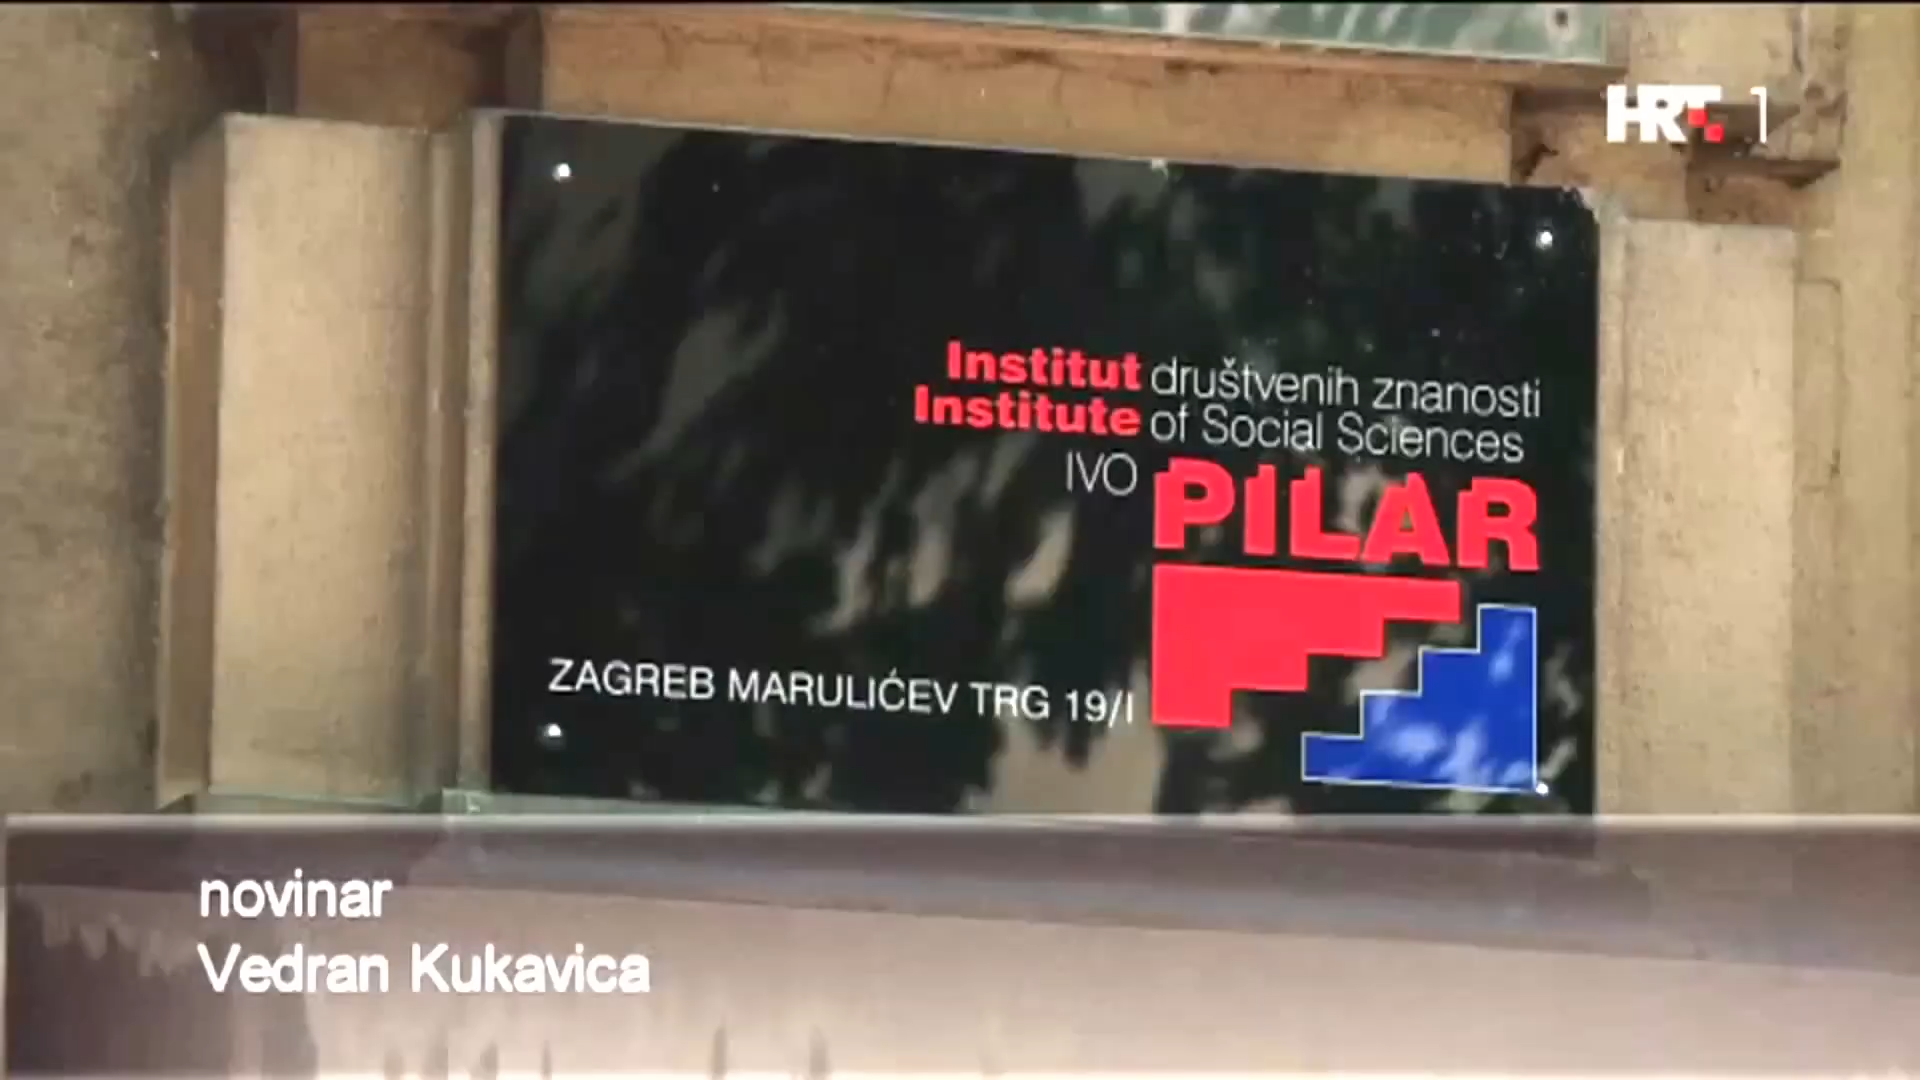 HRT 1
Institut društvenih znanosti
Institute of Social Sciences
IVO PILAR
ZAGREB MARULIĆEV TRG 19/I
novinar
Vedran Kukavica